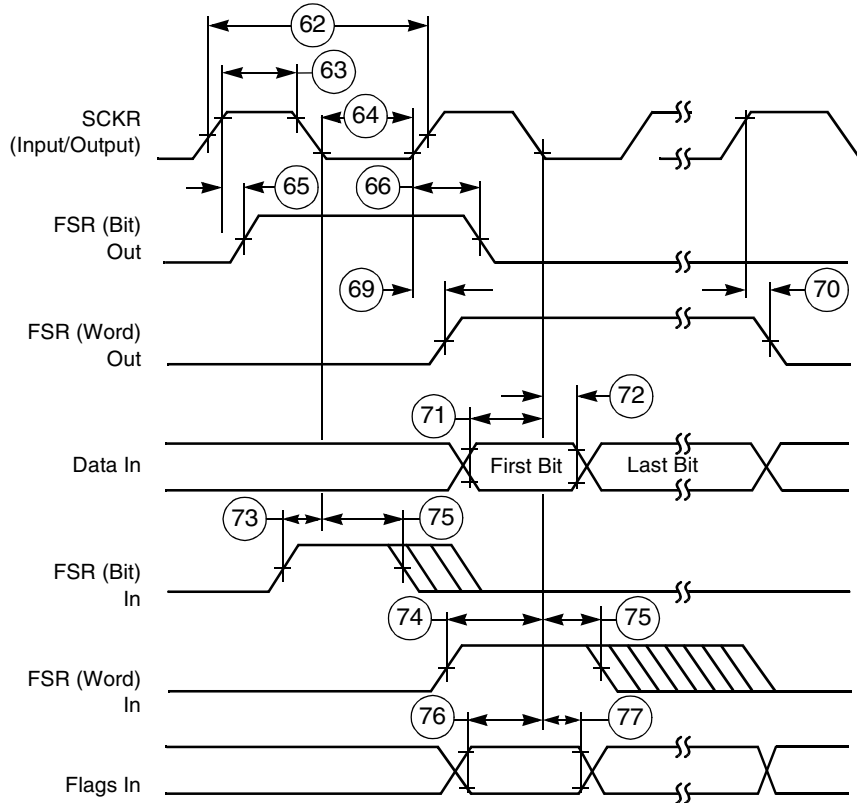 62
63
64
SCKR
(Input/Output)
65
66
FSR (Bit)
Out
69
70
FSR (Word)
Out
71
72
Data In
First Bit
Last Bit
73
75
FSR (Bit)
In
74
75
FSR (Word)
In
76
77
Flags In